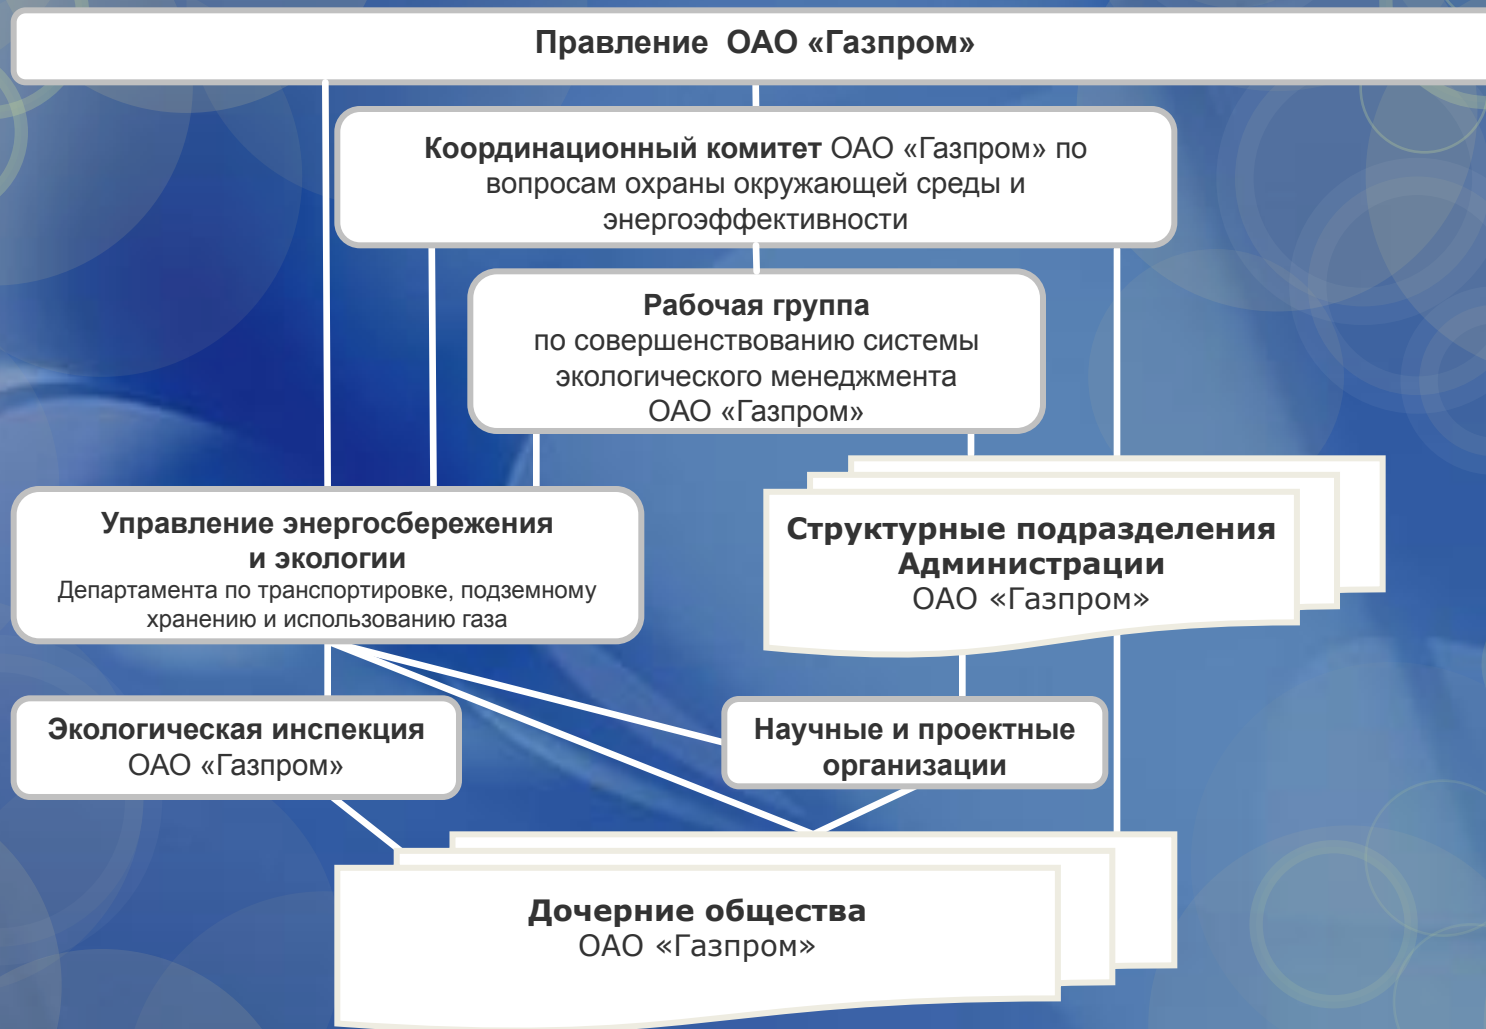 Правление ОАО «Газпром»
Координационный комитет ОАО «Газпром» по
вопросам охраны окружающей среды и
энергоэффективности
Рабочая группа
по совершенствованию системы
экологического менеджмента
ОАО «Газпром»
Управление энергосбережения
и экологии
Департамента по транспортировке, подземному
хранению и использованию газа
Структурные подразделения
Администрации
ОАО «Газпром»
Экологическая инспекция
ОАО «Газпром»
Научные и проектные
организации
Дочерние общества
ОАО «Газпром»